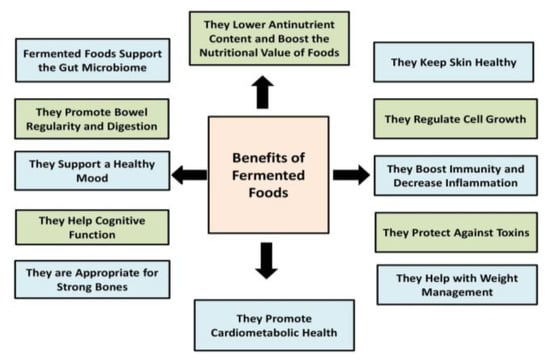 They Lower Antinutrient
Content and Boost the
Nutritional Value of Foods
Fermented Foods Support
the Gut Microbiome
They Promote Bowel
Regularity and Digestion
They Support a Healthy
Mood
They Help Cognitive
Function
They are Appropriate for
Strong Bones
Benefits of
Fermented
Foods
They Keep Skin Healthy
They Regulate Cell Growth
They Boost Immunity and
Decrease Inflammation
They Protect Against Toxins
They Help with Weight
Management
They Promote
Cardiometabolic Health